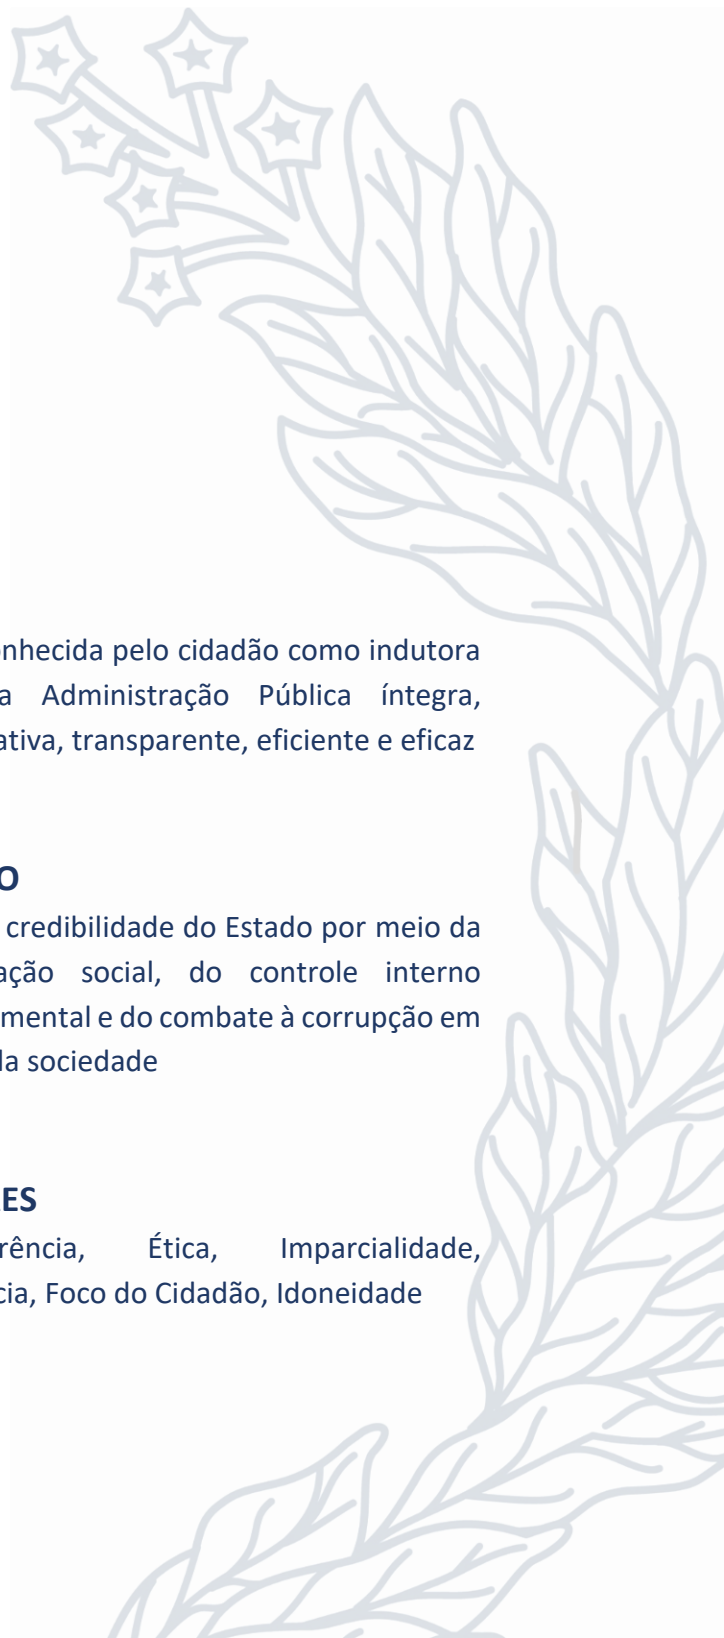 nhecida pelo cidadão como indutora
a Administração Pública íntegra,
ativa, transparente, eficiente e eficaz
O
credibilidade do Estado por meio da
ação social, do controle interno
mental e do combate à corrupção em
la sociedade
ES
rência, Ética, Imparcialidade,
cia, Foco do Cidadão, Idoneidade